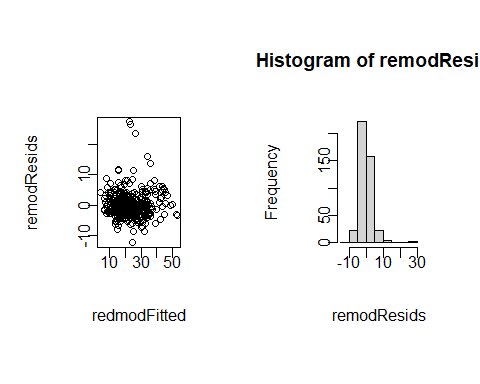 Histogram of remodResi
remodResids
-10 0 10
10 30 50
redmodFitted
Frequency
0 50 150
-10 10 30
remodResids